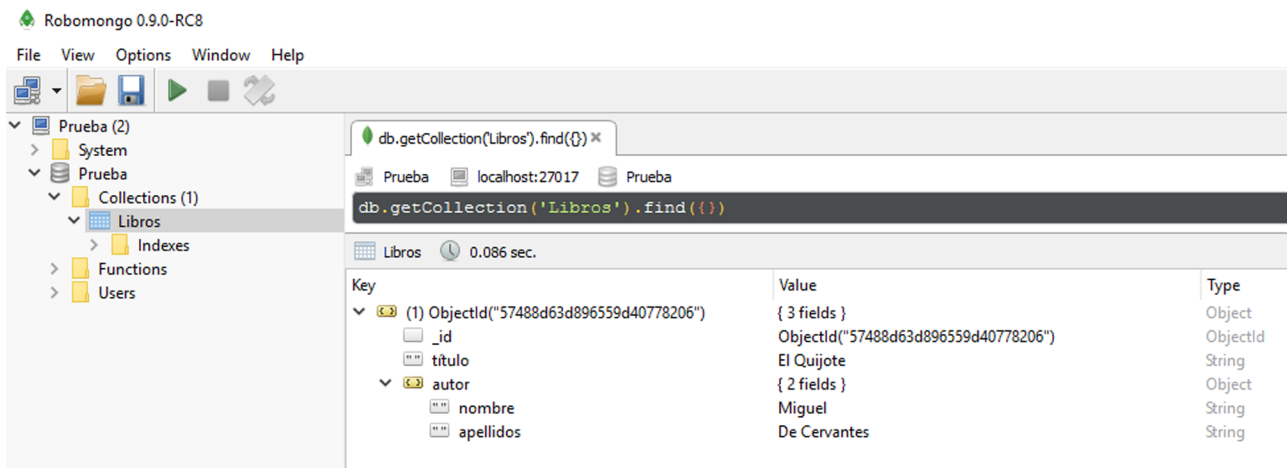 Robomongo 0.9.0-RC8
File View Options Window Help
Prueba (2)
System
Prueba
Collections (1)
Libros
Indexes
Functions
Users
db.getCollection('Libros').find({})
Prueba localhost:27017 Prueba
db.getCollection('Libros').find({})
Libros 0.086 sec.
Key Value Type
(1) ObjectId("57488d63d896559d40778206") { 3 fields } Object
_id ObjectId("57488d63d896559d40778206") ObjectId
título El Quijote String
autor { 2 fields } Object
nombre Miguel String
apellidos De Cervantes String